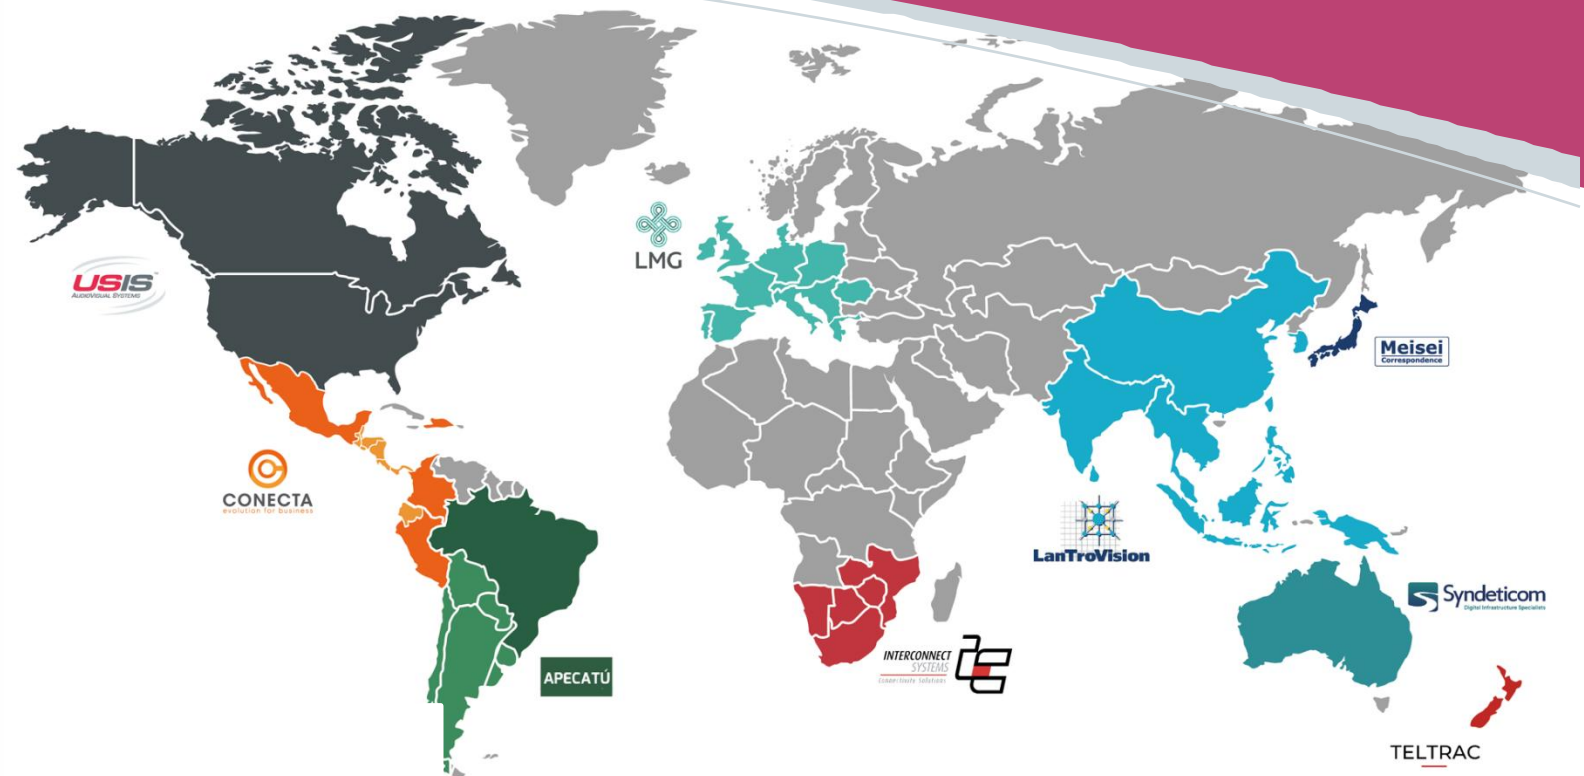 USIS
AUDIOVISUAL SYSTEMS
LMG
Meisei
Correspondence
CONECTA
evolution for business
LanTroVision
Syndeticom
Digital Infrastructure Specialists
INTERCONNECT
SYSTEMS
APECATÚ
TELTRAC